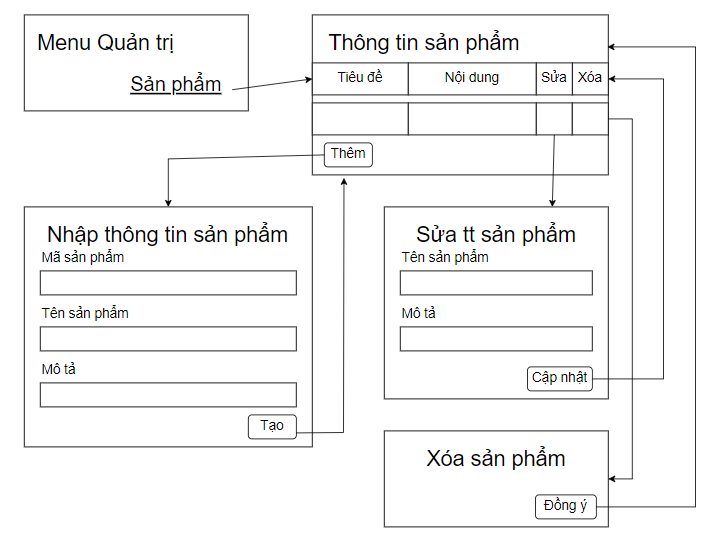 Menu Quản trị
Sản phẩm
Thông tin sản phẩm
Tiêu đề Nội dung Sửa Xóa
Thêm
Nhập thông tin sản phẩm
Mã sản phẩm
Tên sản phẩm
Mô tả
Tạo
Sửa tt sản phẩm
Tên sản phẩm
Mô tả
Cập nhật
Xóa sản phẩm
Đồng ý